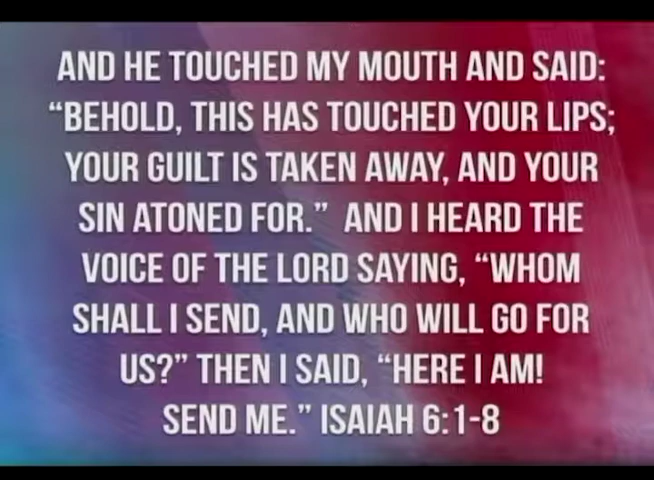 AND HE TOUCHED MY MOUTH AND SAID:
“BEHOLD, THIS HAS TOUCHED YOUR LIPS;
YOUR GUILT IS TAKEN AWAY, AND YOUR
SIN ATONED FOR.” AND I HEARD THE
VOICE OF THE LORD SAYING, “WHOM
SHALL I SEND, AND WHO WILL GO FOR
US?” THEN I SAID, “HERE I AM!
SEND ME.” ISAIAH 6:1-8